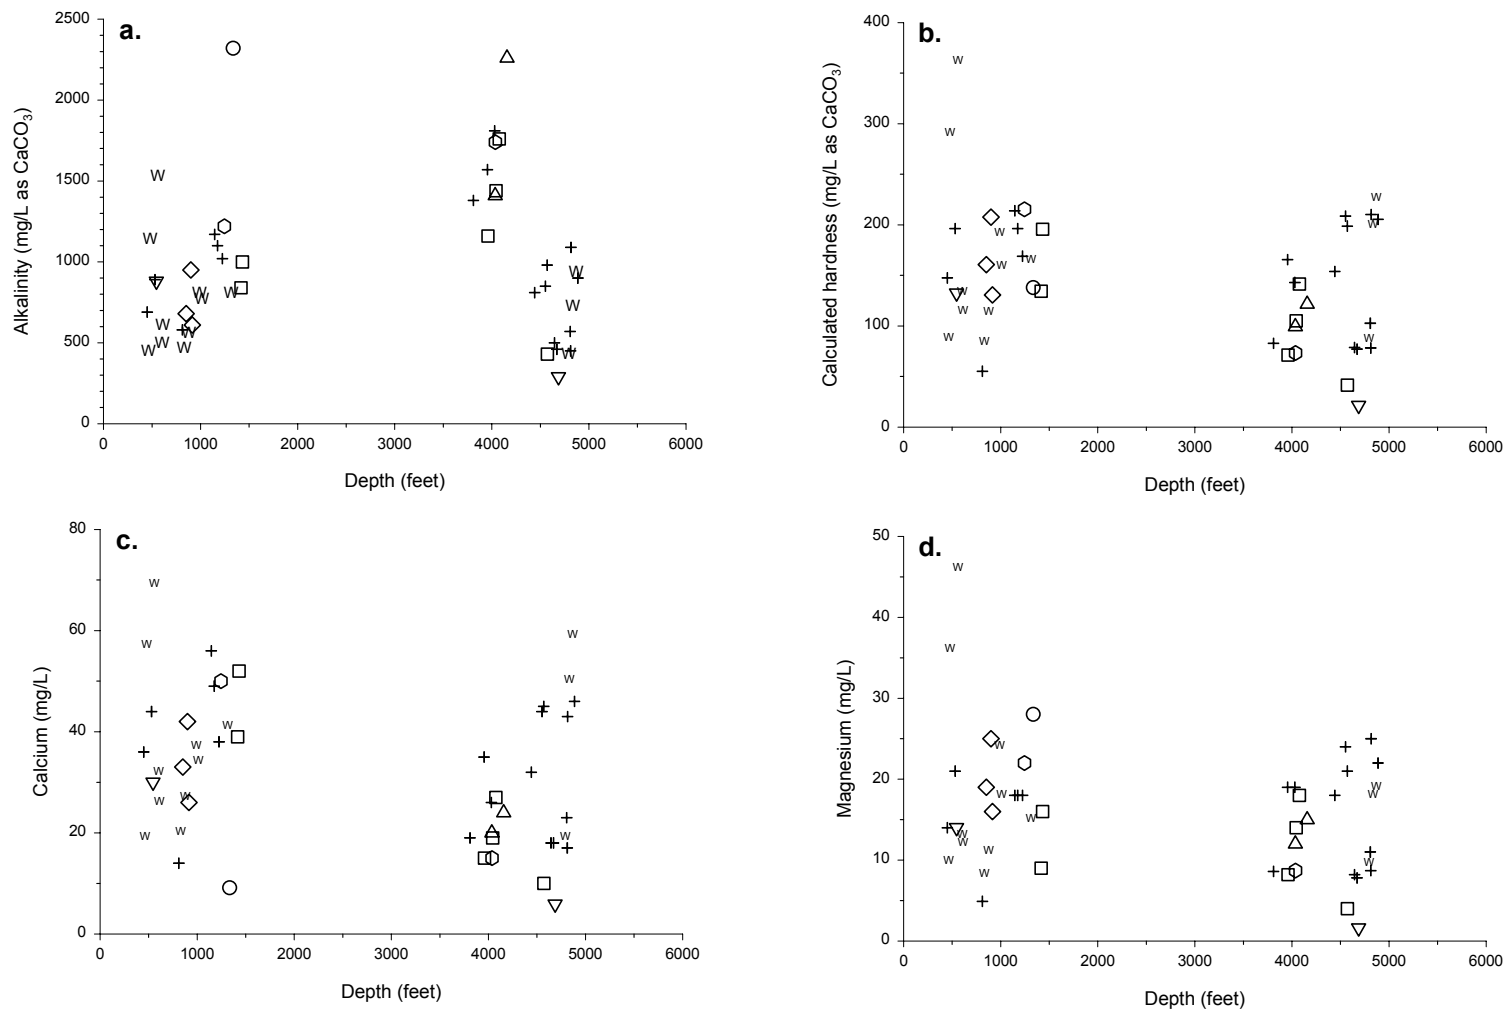 a.
2500
2000
1500
1000
500
0
Alkalinity (mg/L as CaCO3)
0 1000 2000 3000 4000 5000 6000
Depth (feet)
b.
400
300
200
100
0
Calculated hardness (mg/L as CaCO3)
0 1000 2000 3000 4000 5000 6000
Depth (feet)
c.
80
60
40
20
0
Calcium (mg/L)
0 1000 2000 3000 4000 5000 6000
Depth (feet)
d.
50
40
30
20
10
0
Magnesium (mg/L)
0 1000 2000 3000 4000 5000 6000
Depth (feet)